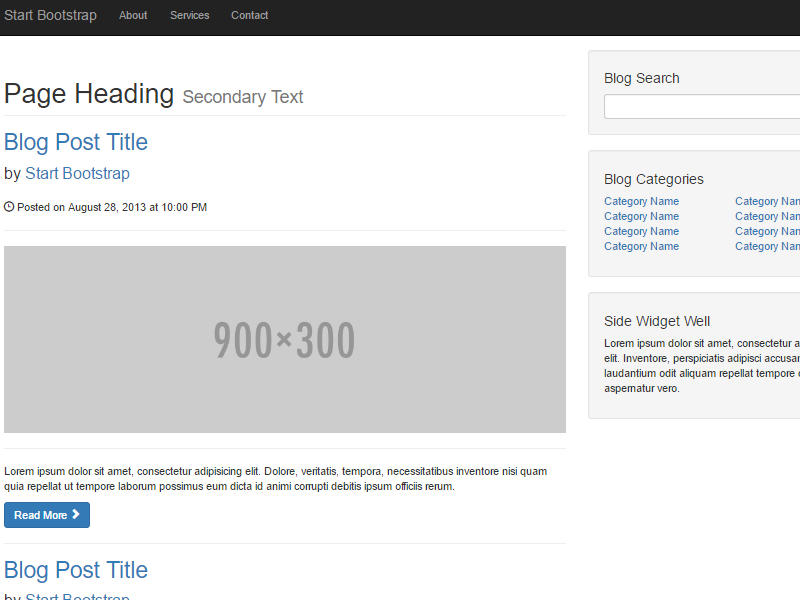 Start Bootstrap About Services Contact
Page Heading Secondary Text
Blog Post Title
by Start Bootstrap
Posted on August 28, 2013 at 10:00 PM
900×300
Lorem ipsum dolor sit amet, consectetur adipisicing elit. Dolore, veritatis, tempora, necessitatibus inventore nisi quam
quia repellat ut tempore laborum possimus eum dicta id animi corrupti debitis ipsum officiis rerum.
Read More
Blog Post Title
by Start Bootstrap
Blog Search
Blog Categories
Category Name Category
Category Name Category
Category Name Category
Category Name Category
Side Widget Well
Lorem ipsum dolor sit amet, consectetur
elit. Inventore, perspiciatis adipisci
laudantium odit aliquam repellat tempore
aspernatur vero.